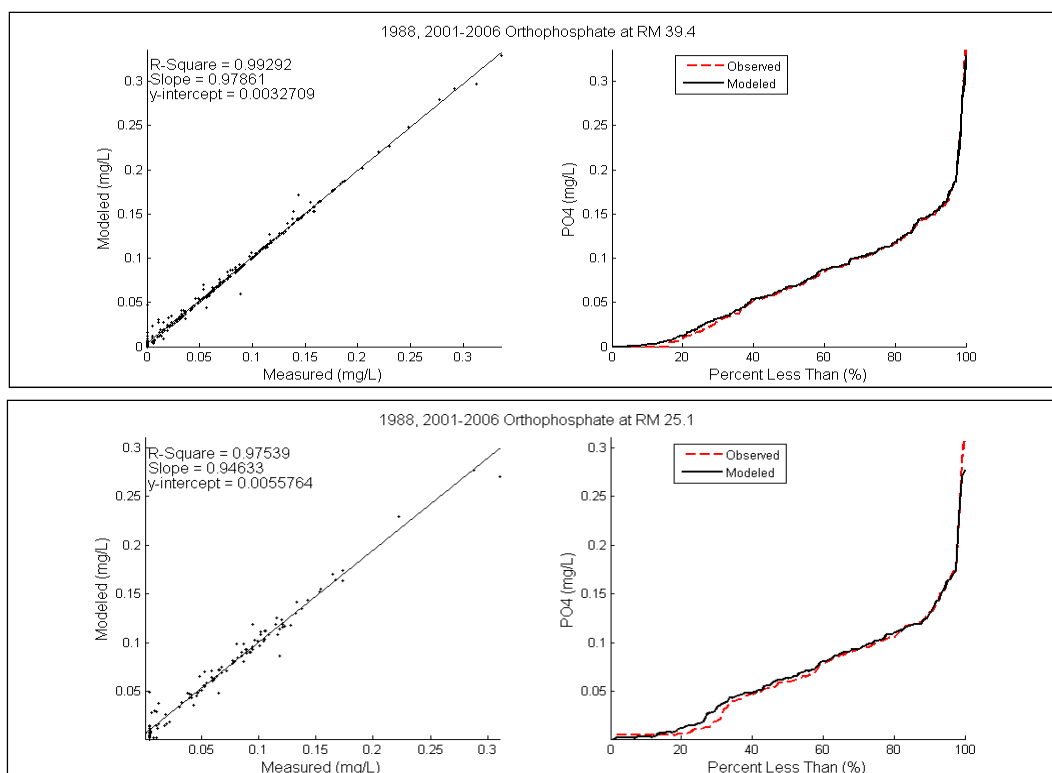 1988, 2001-2006 Orthophosphate at RM 39.4
R-Square = 0.99292
Slope = 0.97861
y-intercept = 0.0032709
0.3
0.25
0.2
0.15
0.1
0.05
0
Modeled (mg/L)
0 0.05 0.1 0.15 0.2 0.25 0.3
Measured (mg/L)
Observed
Modeled
0.3
0.25
0.2
0.15
0.1
0.05
0
PO4 (mg/L)
0 20 40 60 80 100
Percent Less Than (%)
1988, 2001-2006 Orthophosphate at RM 25.1
R-Square = 0.97539
Slope = 0.94633
y-intercept = 0.0055764
0.3
0.25
0.2
0.15
0.1
0.05
Modeled (mg/L)
0.05 0.1 0.15 0.2 0.25 0.3
Measured (mg/L)
Observed
Modeled
0.3
0.25
0.2
0.15
0.1
0.05
PO4 (mg/L)
0 20 40 60 80 100
Percent Less Than (%)